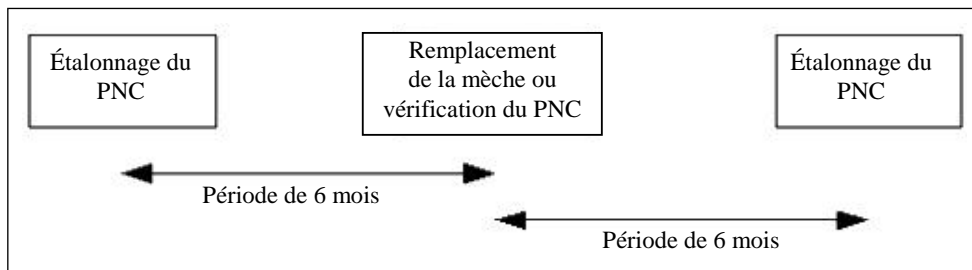 Étalonnage du
PNC
Remplacement
de la mèche ou
vérification du PNC
Étalonnage du
PNC
Période de 6 mois
Période de 6 mois